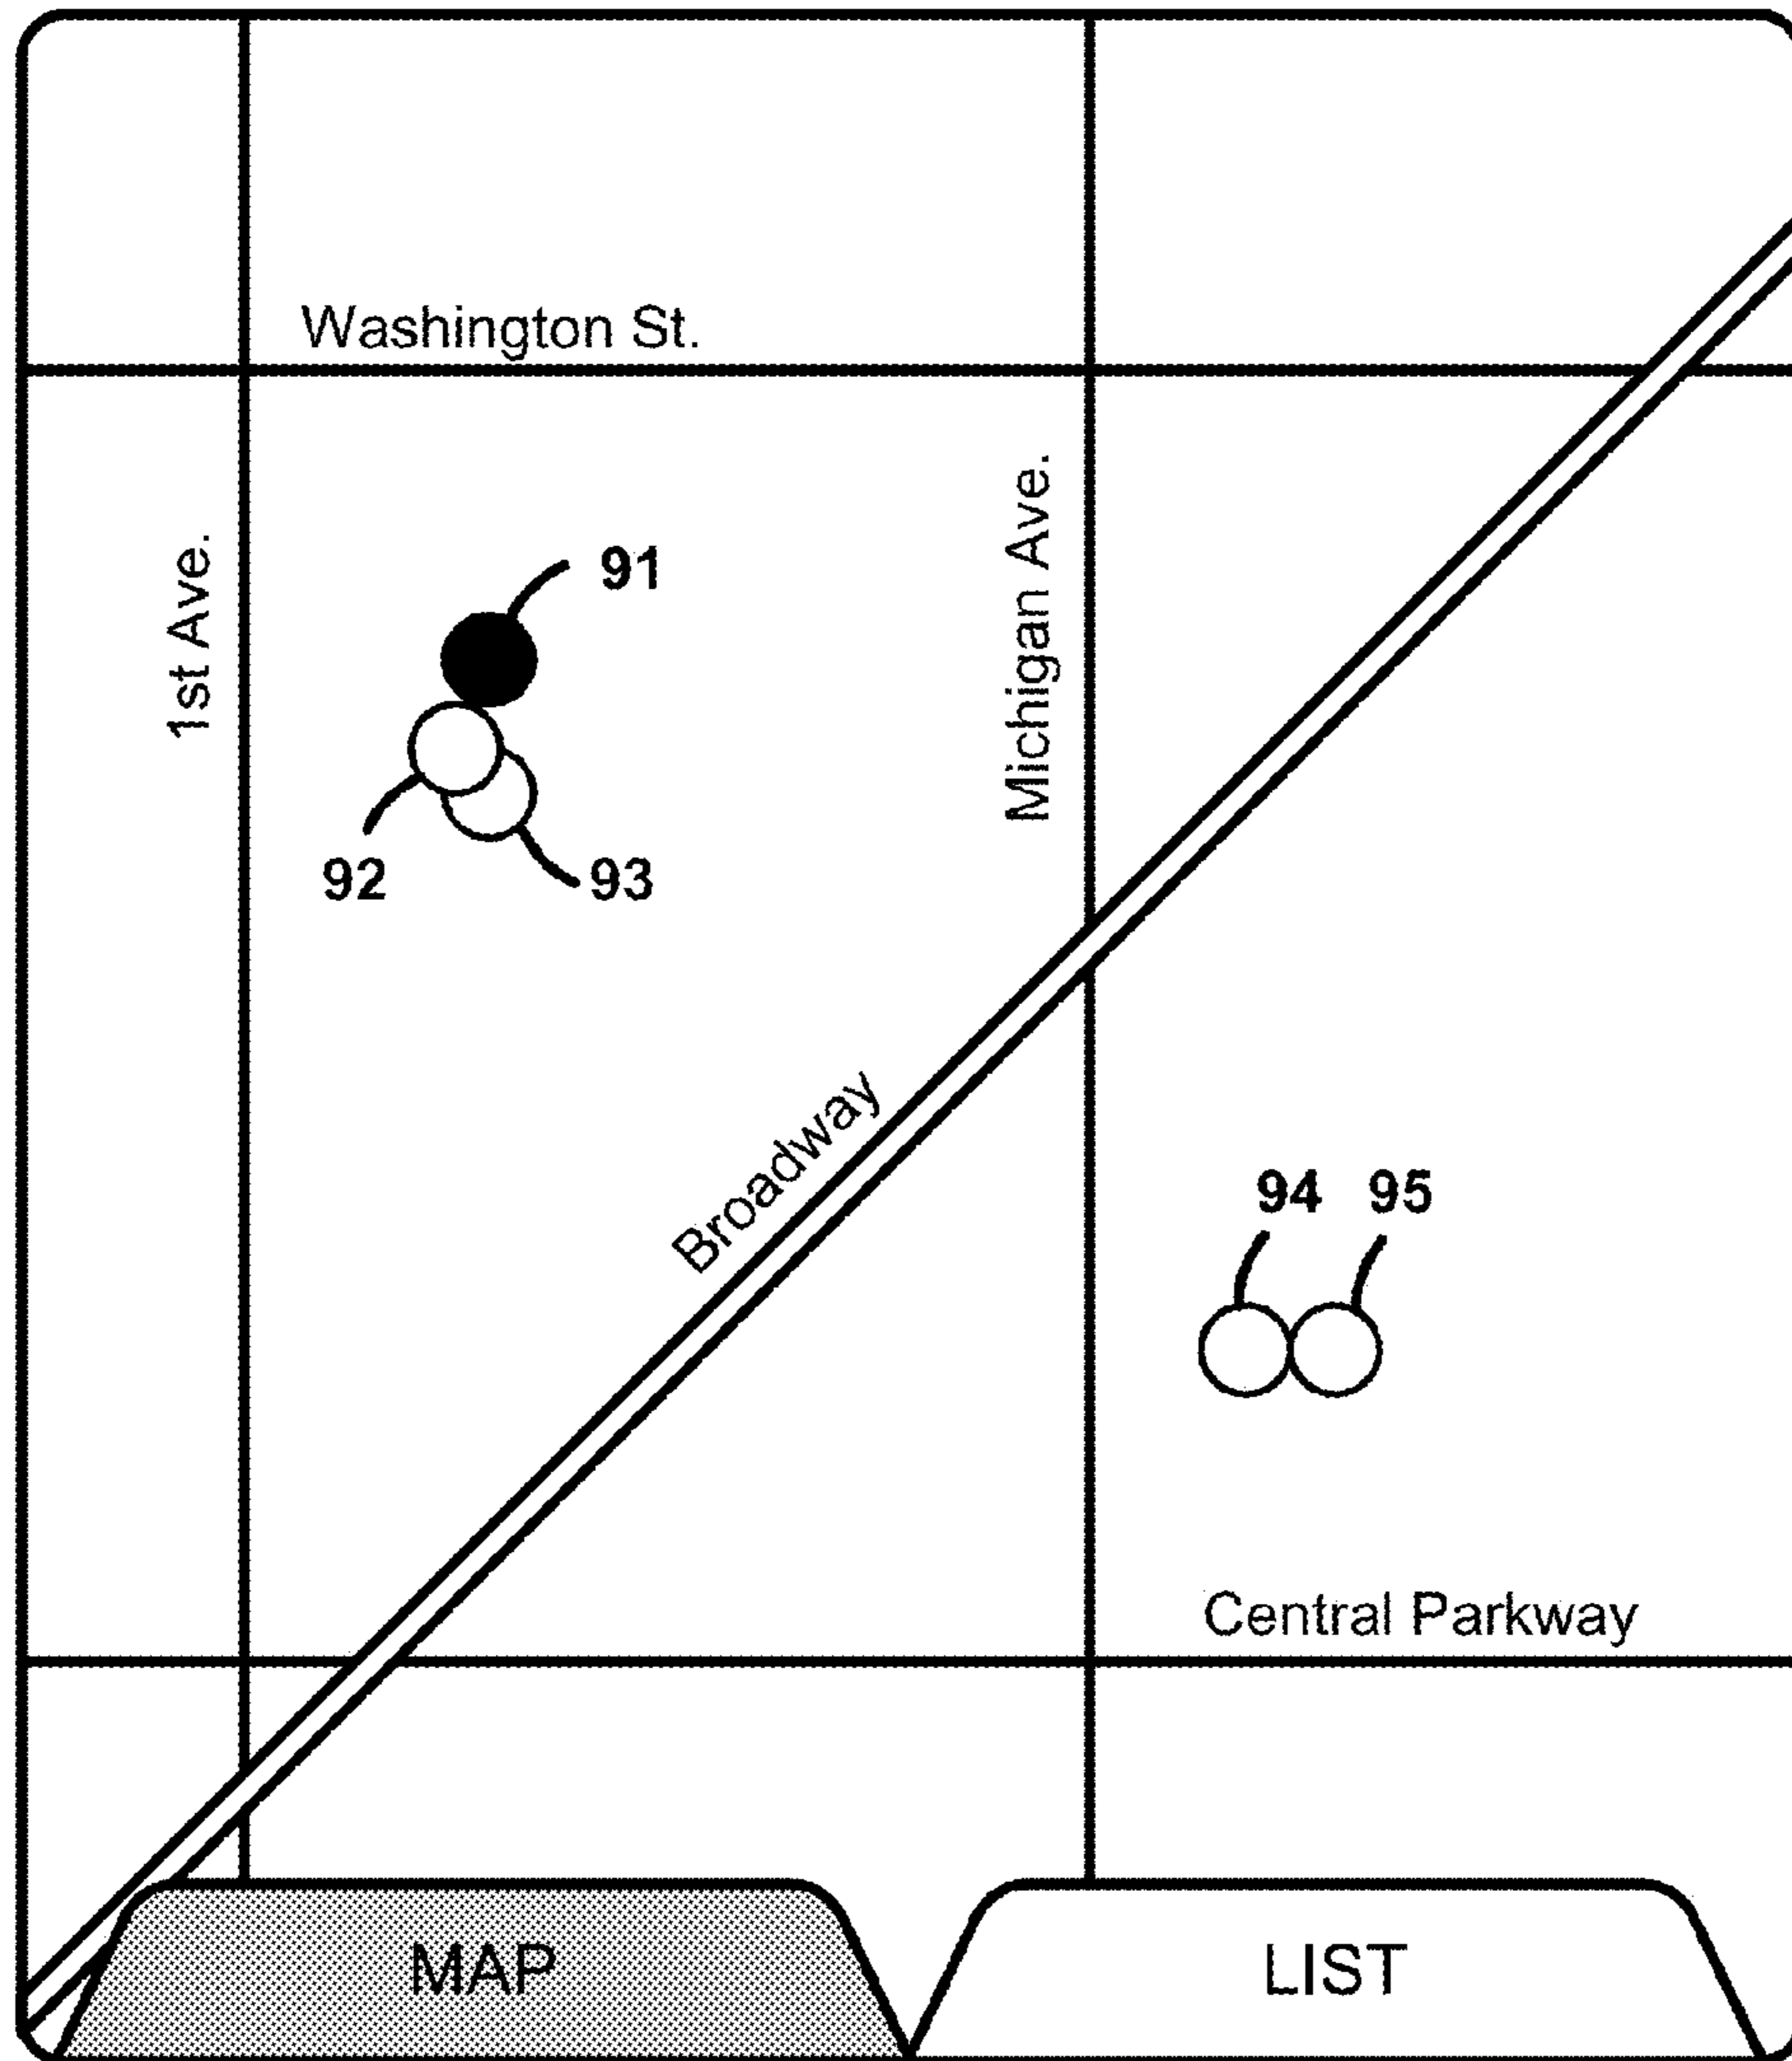 Washington St.
1st Ave.
Michigan Ave.
91
92
93
Broadway
94
95
Central Parkway
MAP
LIST